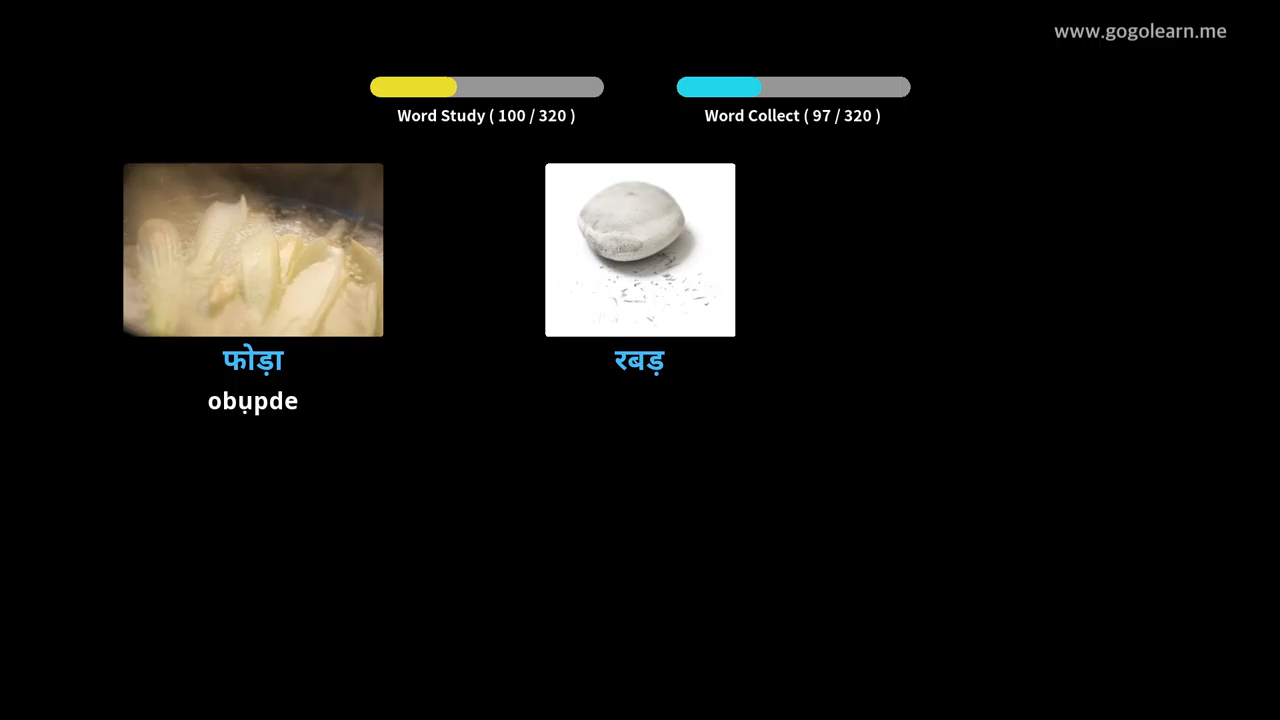 www.gogolearn.me
Word Study ( 100 / 320 )
Word Collect ( 97 / 320 )
फोड़ा
रबड़
obụpde